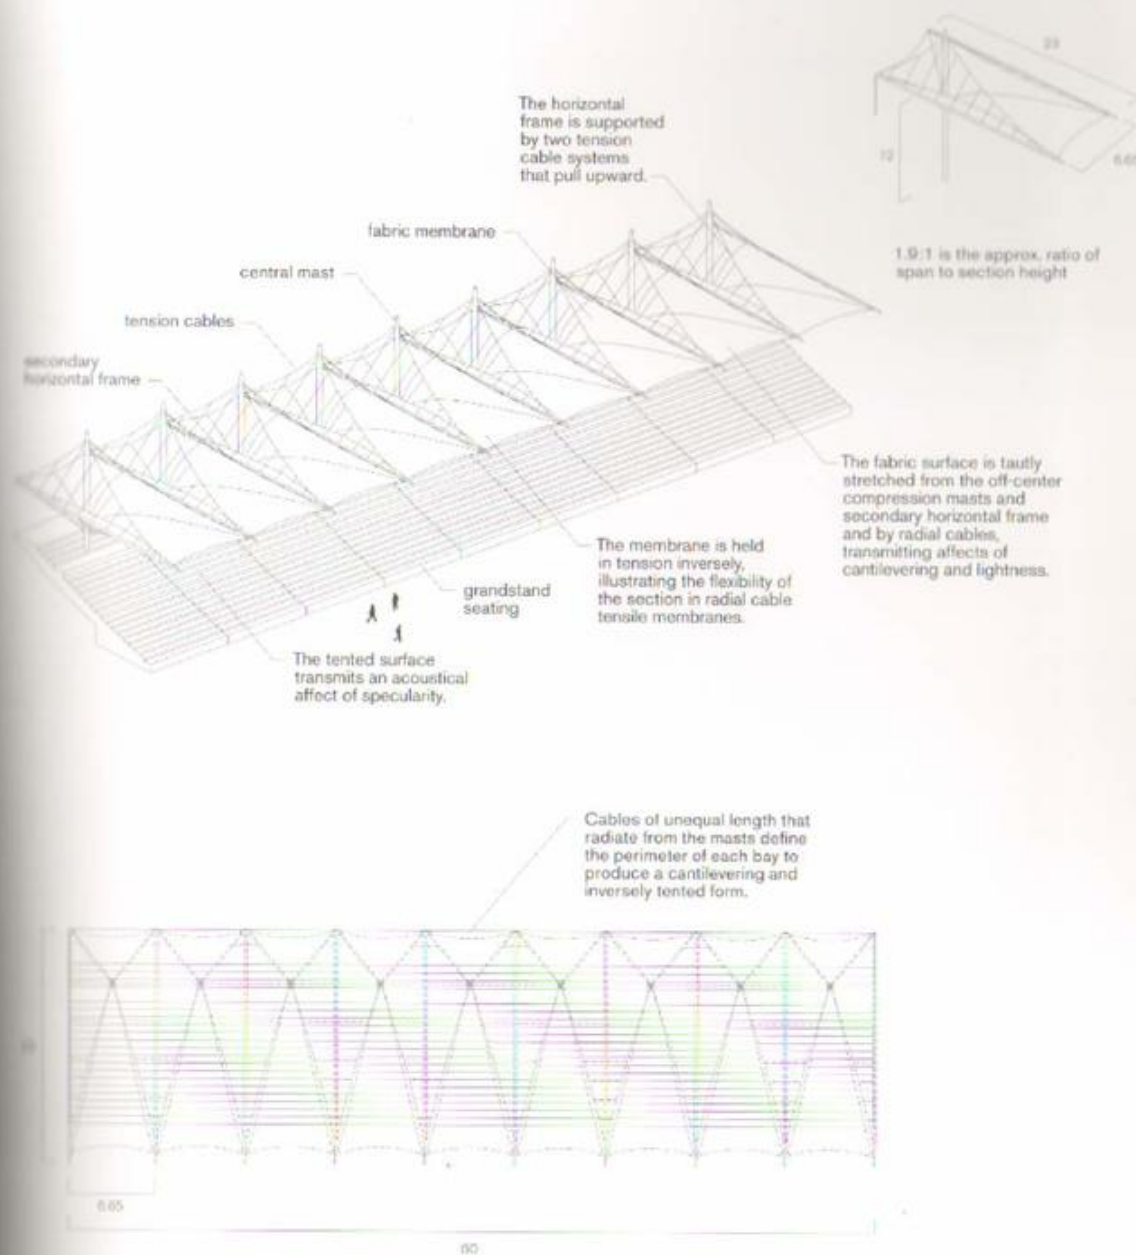 The horizontal
frame is supported
by two tension
cable systems
that pull upward.
fabric membrane
central mast
tension cables
secondary
horizontal frame
12
6.65
1.9:1 is the approx. ratio of
span to section height
The fabric surface is tautly
stretched from the off-center
compression masts and
secondary horizontal frame
and by radial cables,
transmitting affects of
cantilevering and lightness.
The membrane is held
in tension inversely,
illustrating the flexibility of
the section in radial cable
tensile membranes.
grandstand
seating
The tented surface
transmits an acoustical
affect of specularity.
Cables of unequal length that
radiate from the masts define
the perimeter of each bay to
produce a cantilevering and
inversely tented form.
6.65
60